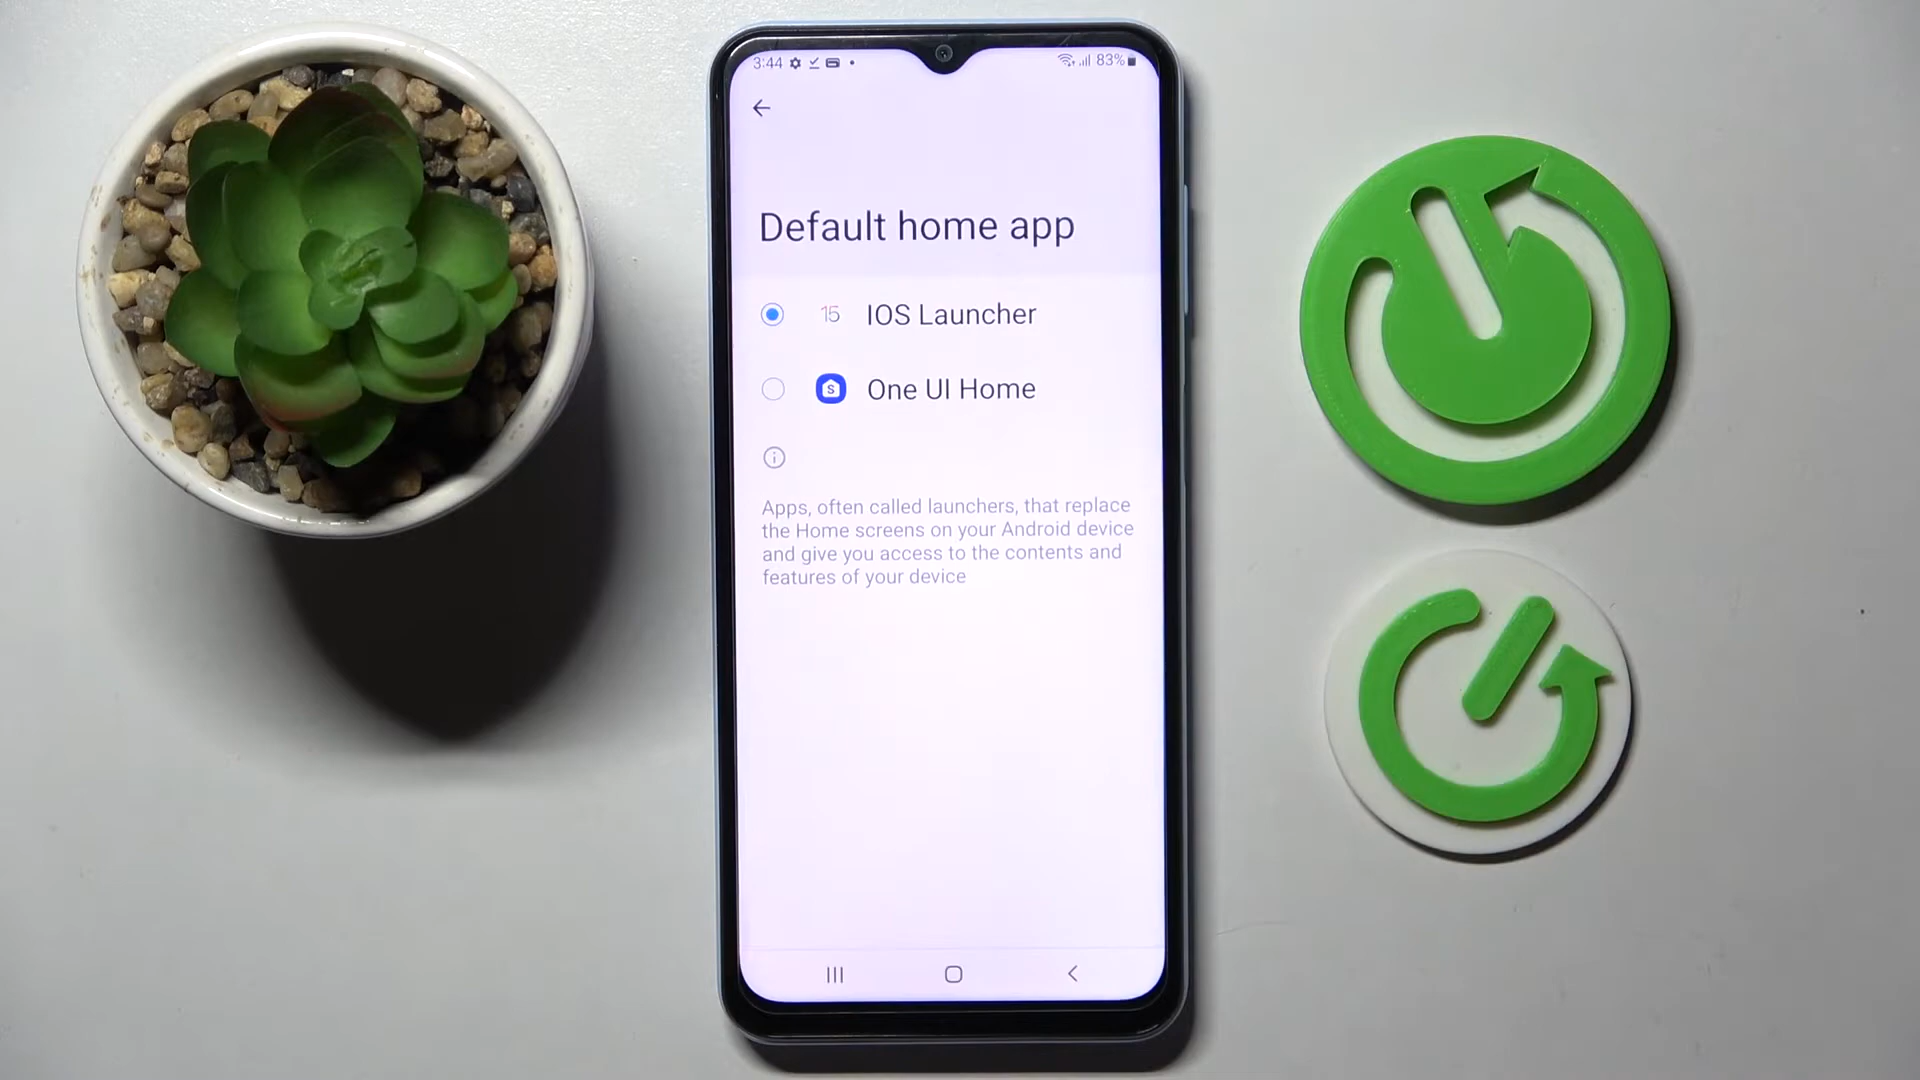 3:44
83%
Default home app
15 IOS Launcher
S One UI Home
Apps, often called launchers, that replace
the Home screens on your Android device
and give you access to the contents and
features of your device